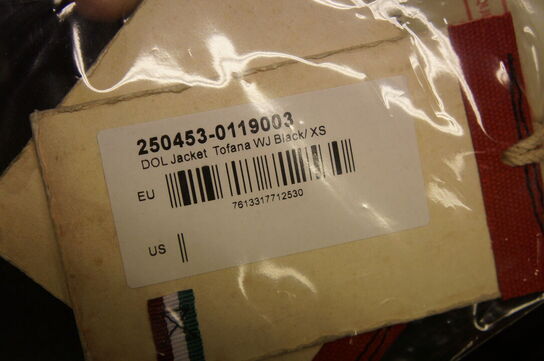 250453-0119003
DOL Jacket Tofana WJ Black/ XS
EU
7613317712530
US